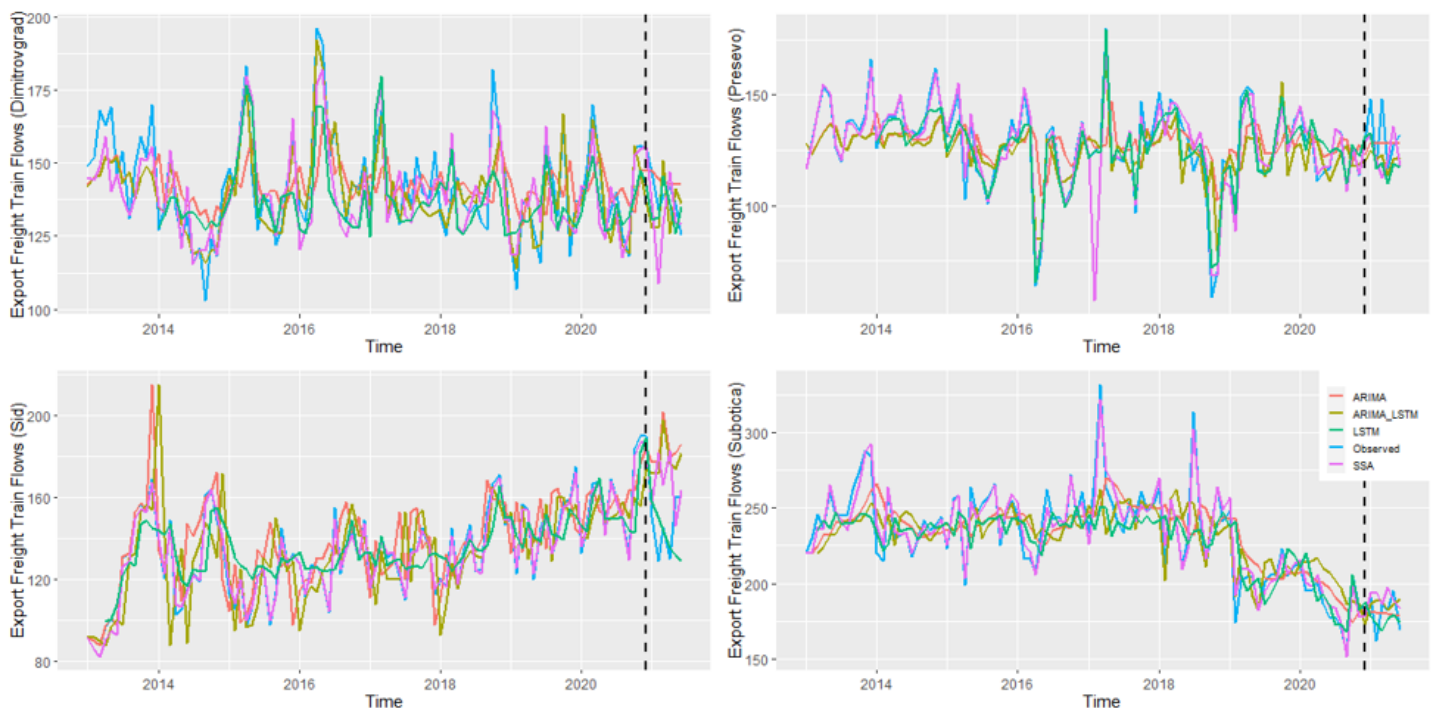 Export Freight Train Flows (Dimitrovgrad)
200
175
150
125
100
2014 2016 2018 2020
Time
Export Freight Train Flows (Presevo)
150
100
2014 2016 2018 2020
Time
Export Freight Train Flows (Sid)
200
160
120
80
2014 2016 2018 2020
Time
Export Freight Train Flows (Subotica)
300
250
200
150
2014 2016 2018 2020
Time
ARIMA
ARIMA_LSTM
LSTM
Observed
SSA